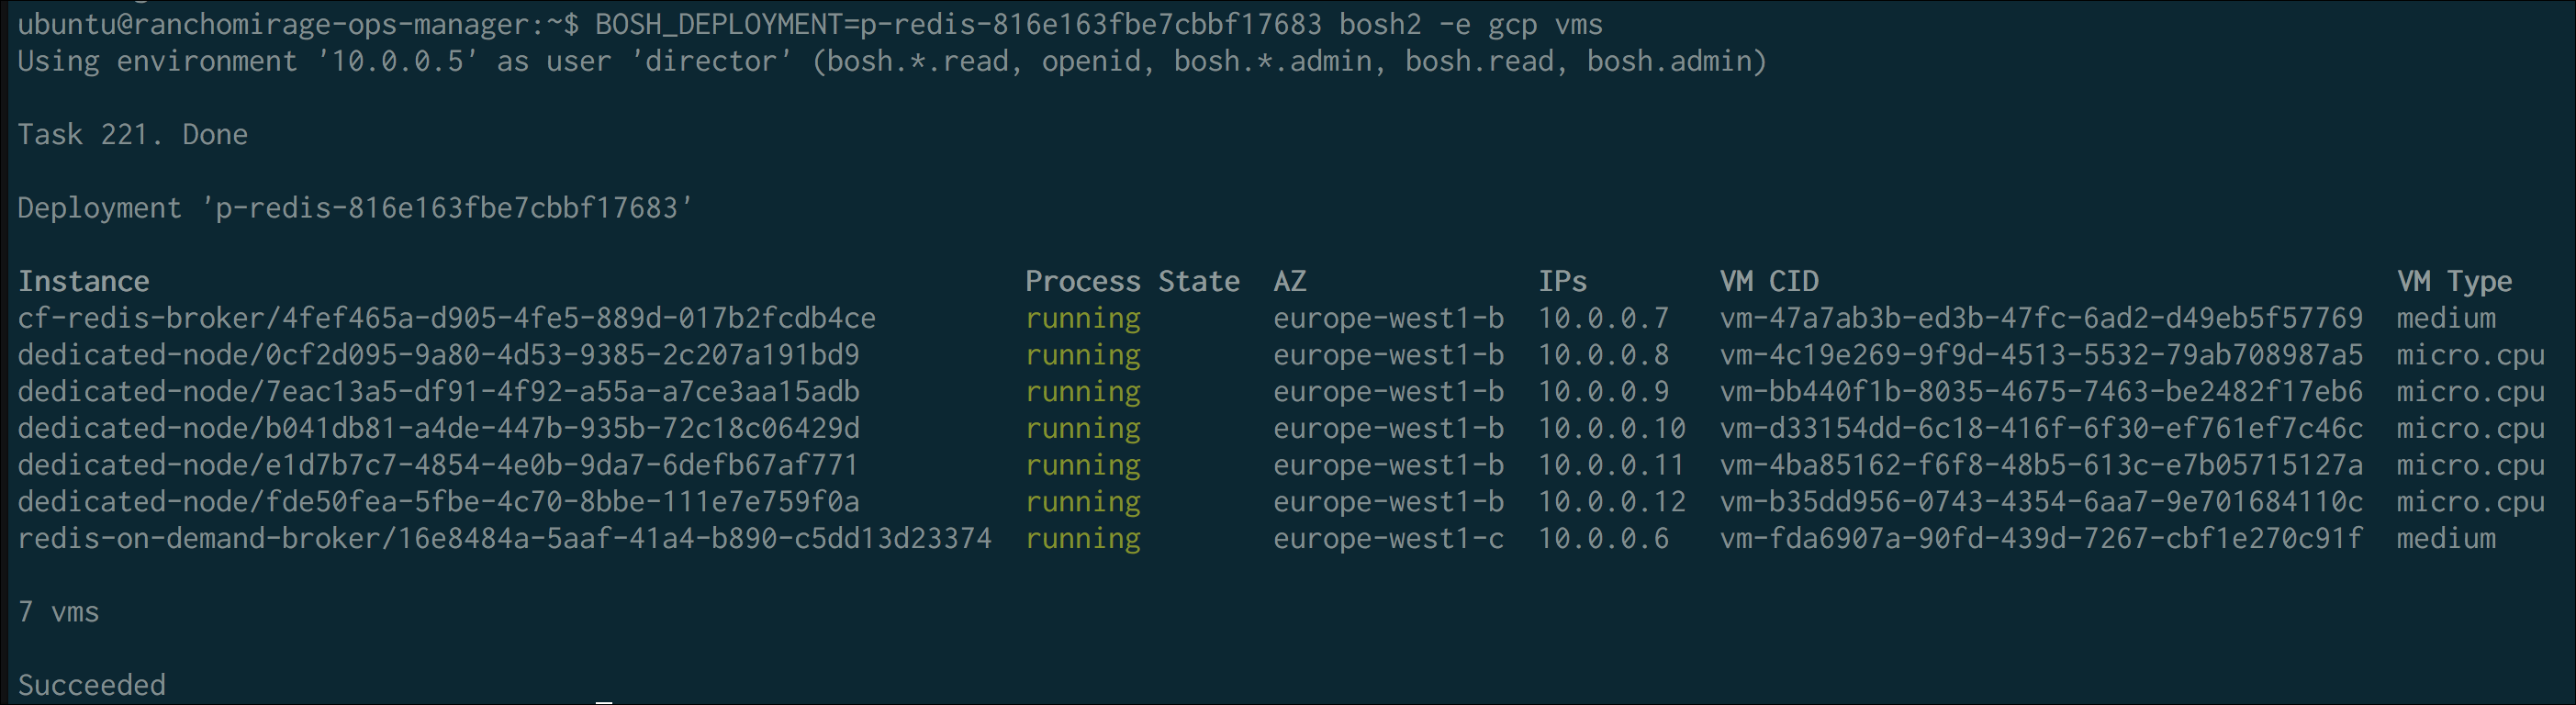 ubuntu@ranchomirage-ops-manager:~$ BOSH_DEPLOYMENT=p-redis-816e163fbe7cbbf17683 bosh2 -e gcp vms
Using environment '10.0.0.5' as user 'director' (bosh.*.read, openid, bosh.*.admin, bosh.read, bosh.admin)
Task 221. Done
Deployment 'p-redis-816e163fbe7cbbf17683'
Instance Process State AZ IPs VM CID VM Type
cf-redis-broker/4fef465a-d905-4fe5-889d-017b2fcdb4ce running europe-west1-b 10.0.0.7 vm-47a7ab3b-ed3b-47fc-6ad2-d49eb5f57769 medium
dedicated-node/0cf2d095-9a80-4d53-9385-2c207a191bd9 running europe-west1-b 10.0.0.8 vm-4c19e269-9f9d-4513-5532-79ab708987a5 micro.cpu
dedicated-node/7eac13a5-df91-4f92-a55a-a7ce3aa15adb running europe-west1-b 10.0.0.9 vm-bb440f1b-8035-4675-7463-be2482f17eb6 micro.cpu
dedicated-node/b041db81-a4de-447b-935b-72c18c06429d running europe-west1-b 10.0.0.10 vm-d33154dd-6c18-416f-6f30-ef761ef7c46c micro.cpu
dedicated-node/e1d7b7c7-4854-4e0b-9da7-6defb67af771 running europe-west1-b 10.0.0.11 vm-4ba85162-f6f8-48b5-613c-e7b05715127a micro.cpu
dedicated-node/fde50fea-5fbe-4c70-8bbe-111e7e759f0a running europe-west1-b 10.0.0.12 vm-b35dd956-0743-4354-6aa7-9e701684110c micro.cpu
redis-on-demand-broker/16e8484a-5aaf-41a4-b890-c5dd13d23374 running europe-west1-c 10.0.0.6 vm-fda6907a-90fd-439d-7267-cbf1e270c91f medium
7 vms
Succeeded